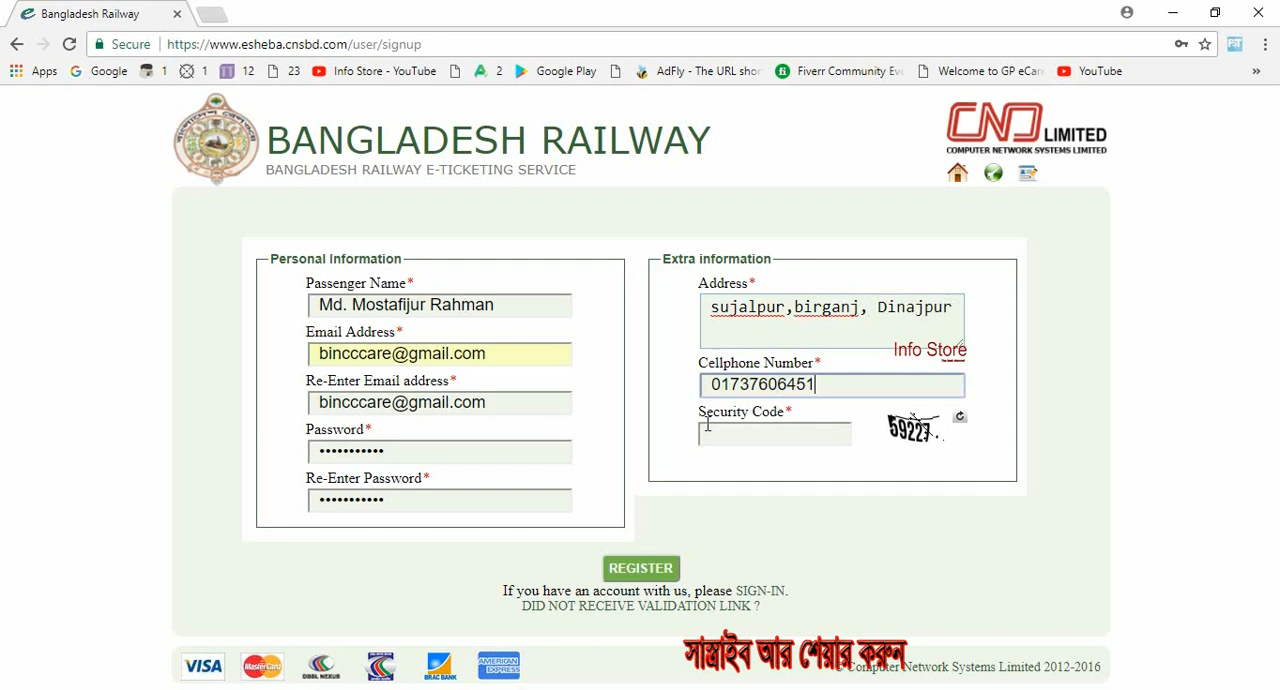 Bangladesh Railway
Secure
https://www.esheba.cnsbd.com/user/signup
Apps
Google
1
1
12
23
Info Store - YouTube
2
Google Play
AdFly - The URL shor
Fiverr Community Eve
Welcome to GP eCare
YouTube
BANGLADESH RAILWAY
BANGLADESH RAILWAY E-TICKETING SERVICE
LIMITED
COMPUTER NETWORK SYSTEMS LIMITED
Personal Information
Passenger Name*
Md. Mostafijur Rahman
Email Address*
bincccare@gmail.com
Re-Enter Email address*
bincccare@gmail.com
Password*
•••••••••••
Re-Enter Password*
•••••••••••
Extra information
Address*
sujalpur,birganj, Dinajpur
Info Store
Cellphone Number*
01737606451
Security Code*
59227
REGISTER
If you have an account with us, please SIGN-IN.
DID NOT RECEIVE VALIDATION LINK ?
VISA
MasterCard
DBBL NEXUS
BRAC BANK
AMERICAN EXPRESS
সাস্ক্রাইব আর শেয়ার করুন
Computer Network Systems Limited 2012-2016